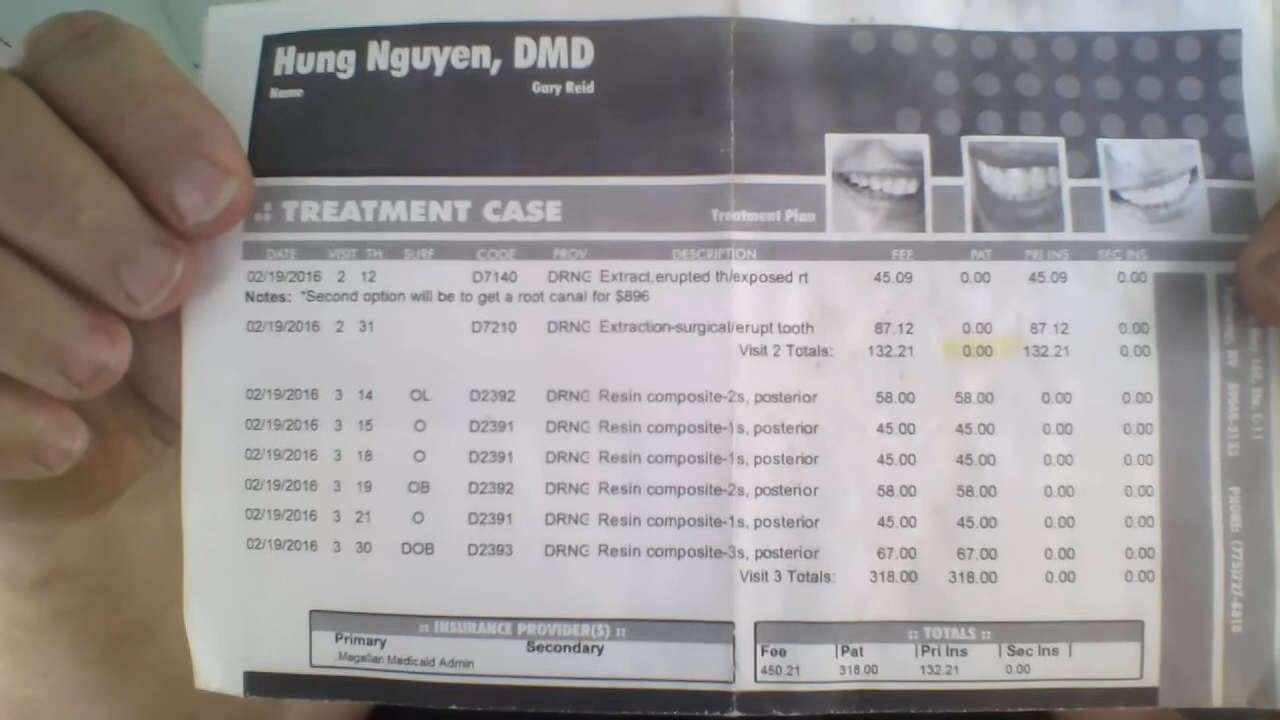 Hung Nguyen, DMD
Name Gary Reid
:: TREATMENT CASE Treatment Plan
DATE VISIT TH SURF CODE PROV DESCRIPTION FEE PAT PRI INS SEC INS
02/19/2016 2 12 D7140 DRNG Extract,erupted th/exposed rt 45.09 0.00 45.09 0.00
Notes: *Second option will be to get a root canal for $896
02/19/2016 2 31 D7210 DRNG Extraction-surgical/erupt tooth 87.12 0.00 87.12 0.00
Visit 2 Totals: 132.21 0.00 132.21 0.00
02/19/2016 3 14 OL D2392 DRNG Resin composite-2s, posterior 58.00 58.00 0.00 0.00
02/19/2016 3 15 O D2391 DRNG Resin composite-1s, posterior 45.00 45.00 0.00 0.00
02/19/2016 3 18 O D2391 DRNG Resin composite-1s, posterior 45.00 45.00 0.00 0.00
02/19/2016 3 19 OB D2392 DRNG Resin composite-2s, posterior 58.00 58.00 0.00 0.00
02/19/2016 3 21 O D2391 DRNG Resin composite-1s, posterior 45.00 45.00 0.00 0.00
02/19/2016 3 30 DOB D2393 DRNG Resin composite-3s, posterior 67.00 67.00 0.00 0.00
Visit 3 Totals: 318.00 318.00 0.00 0.00
:: INSURANCE PROVIDER(S) ::
Primary Secondary
Magellan Medicaid Admin
:: TOTALS ::
Fee Pat Pri Ins Sec Ins
450.21 318.00 132.21 0.00
PHONE: